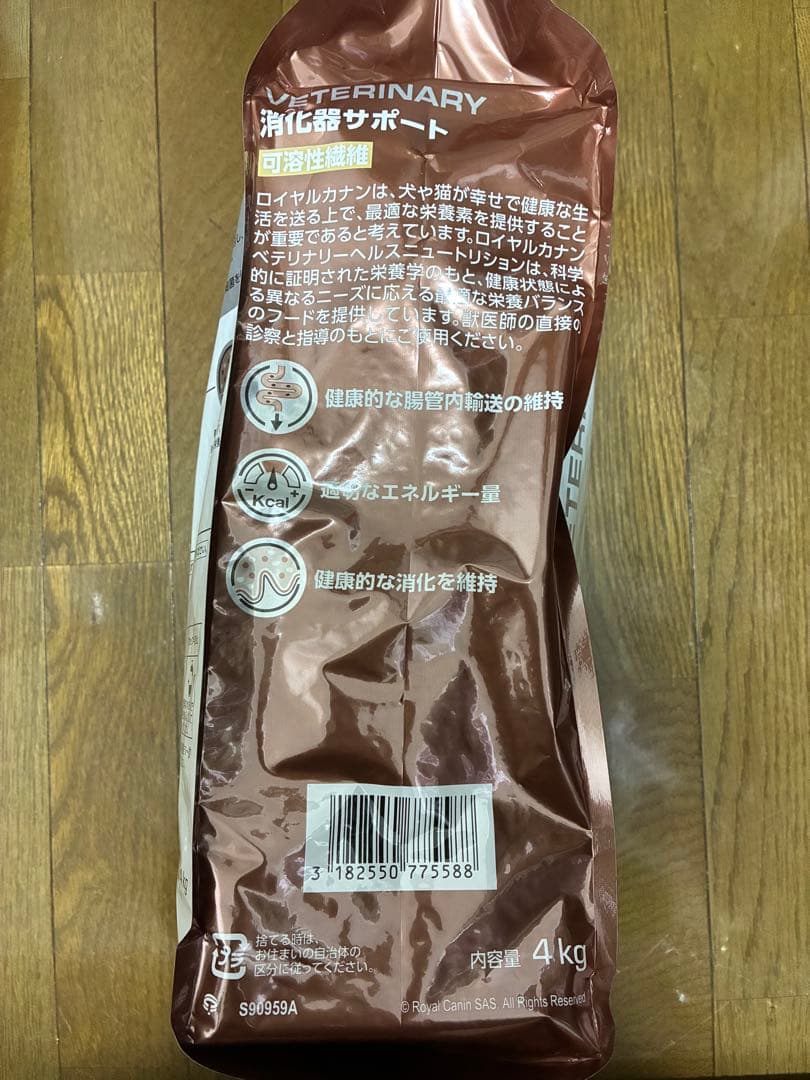 VETERINARY
消化器サポート
可溶性繊維
ロイヤルカナンは、犬や猫が幸せで健康な生
活を送る上で、最適な栄養素を提供すること
が重要であると考えています。ロイヤルカナン
ベテリナリーヘルスニュートリションは、科学
的に証明された栄養学のもと、健康状態によ
る異なるニーズに応える最適な栄養バランス
のフードを提供しています。獣医師の直接の
診察と指導のもとにご使用ください。
健康的な腸管内輸送の維持
Kcal
適切なエネルギー量
健康的な消化を維持
3 182550 775588
捨てる時は、
お住まいの自治体の
区分に従ってください。
内容量 4kg
S90959A
© Royal Canin SAS. All Rights Reserved